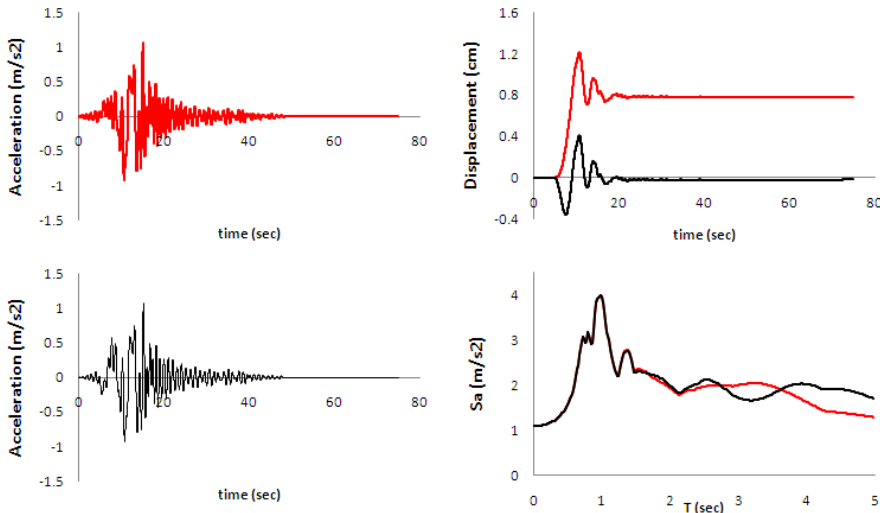 Acceleration (m/s2)
1.5
1
0.5
0
-0.5
-1
-1.5
0 20 40 60 80
time (sec)
Displacement (cm)
1.6
1.2
0.8
0.4
0
-0.4
0 20 40 60 80
time (sec)
Acceleration (m/s2)
1.5
1
0.5
0
-0.5
-1
-1.5
0 20 40 60 80
time (sec)
Sa (m/s2)
4
3
2
1
0
0 1 2 3 4 5
T (sec)